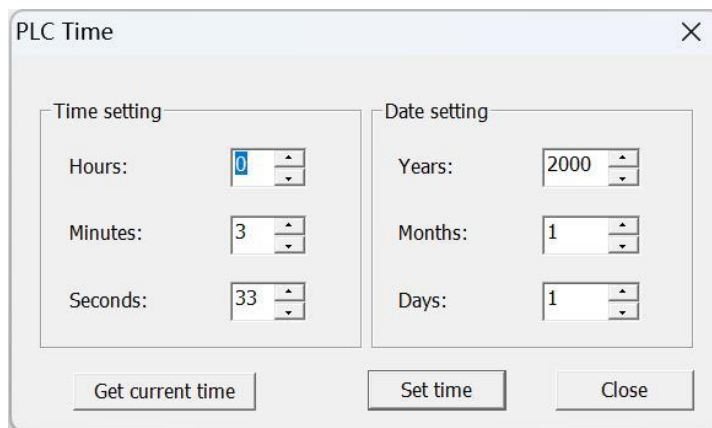 PLC Time
Time setting
Hours: 0
Minutes: 3
Seconds: 33
Date setting
Years: 2000
Months: 1
Days: 1
Get current time
Set time
Close